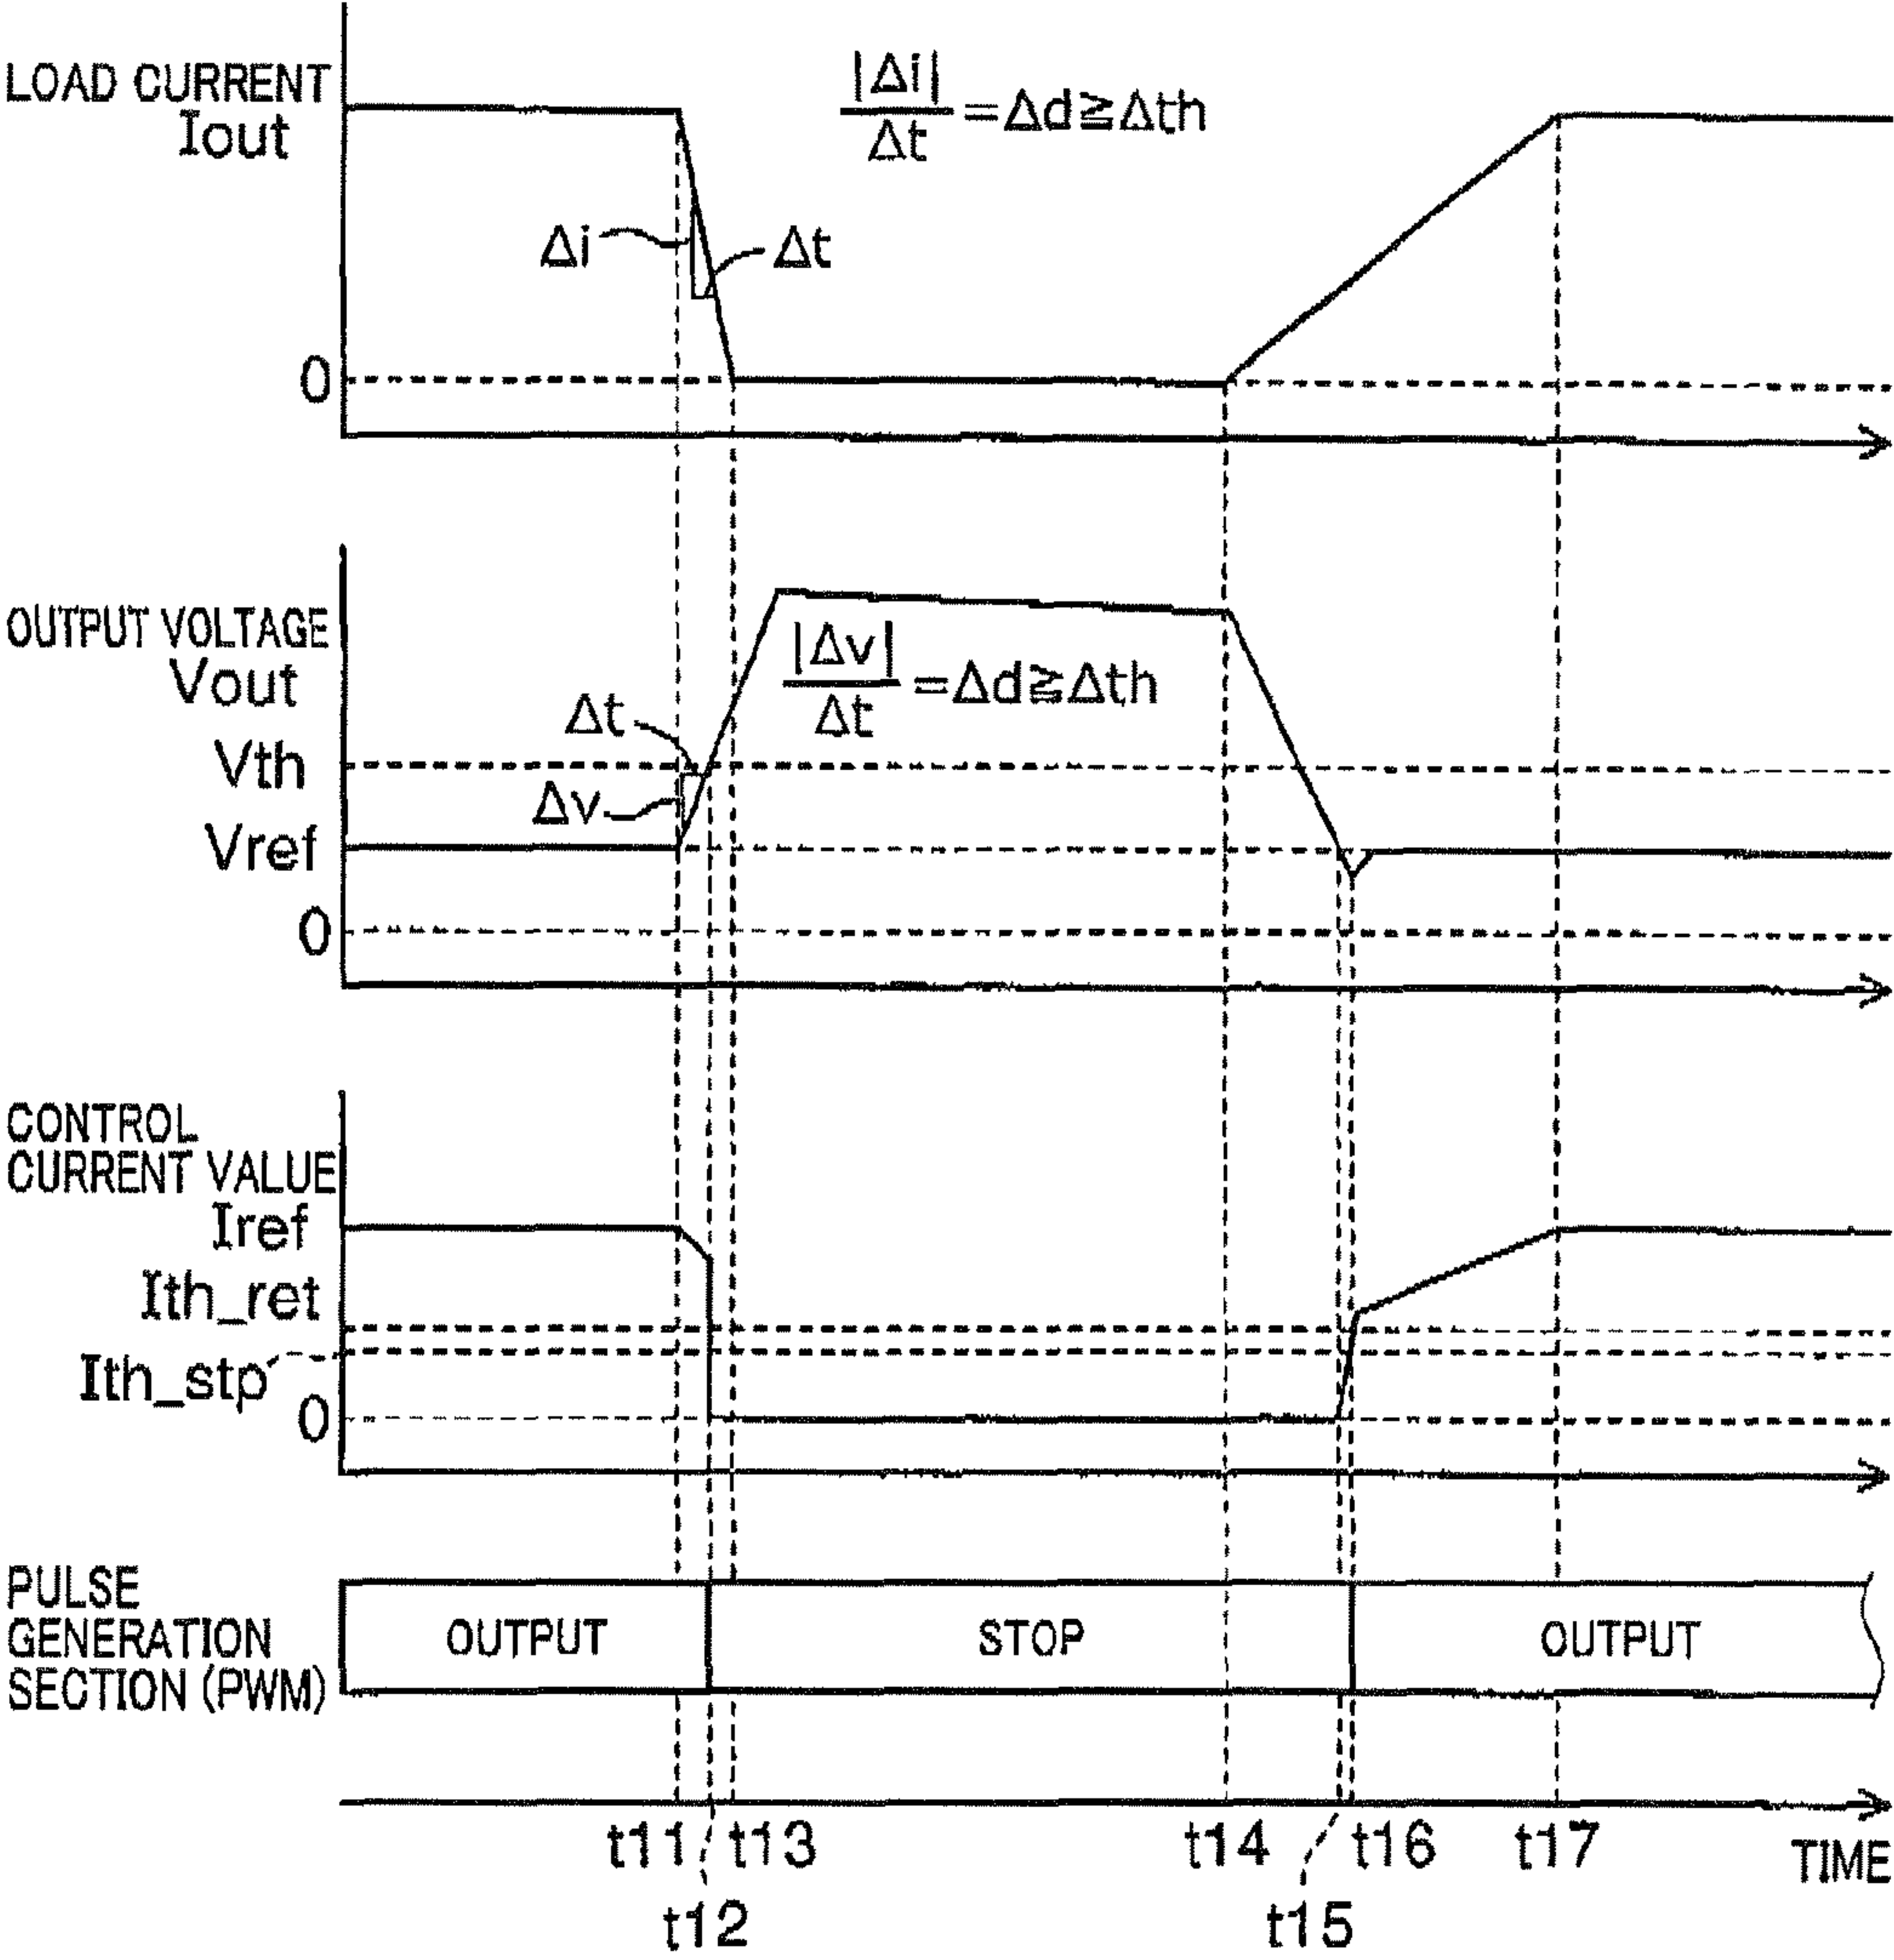 LOAD CURRENT
Iout
|Δi|
Δt
=Δd≧Δth
Δi
Δt
0
OUTPUT VOLTAGE
Vout
|Δv|
Δt
=Δd≧Δth
Δt
Vth
Δv
Vref
0
CONTROL
CURRENT VALUE
Iref
Ith_ret
Ith_stp
0
PULSE
GENERATION
SECTION (PWM)
OUTPUT
STOP
OUTPUT
t11
t13
t14
t16
t17
TIME
t12
t15